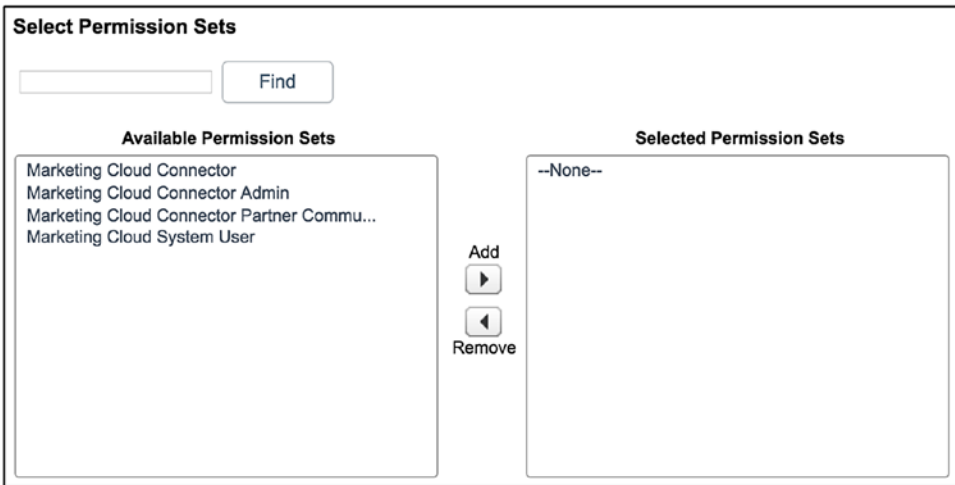 Select Permission Sets
Find
Available Permission Sets
Selected Permission Sets
Marketing Cloud Connector
Marketing Cloud Connector Admin
Marketing Cloud Connector Partner Commu...
Marketing Cloud System User
Add
Remove
--None--